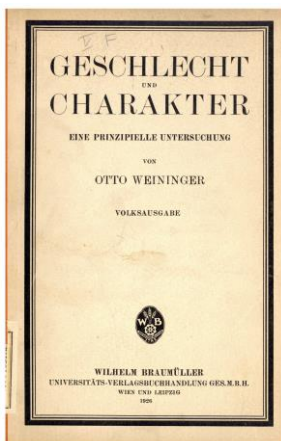 II F
GESCHLECHT
UND
CHARAKTER
EINE PRINZIPIELLE UNTERSUCHUNG
VON
OTTO WEININGER
VOLKSAUSGABE
W B
WILHELM BRAUMÜLLER
UNIVERSITÄTS-VERLAGSBUCHHANDLUNG GES.M.B.H.
WIEN UND LEIPZIG
1926